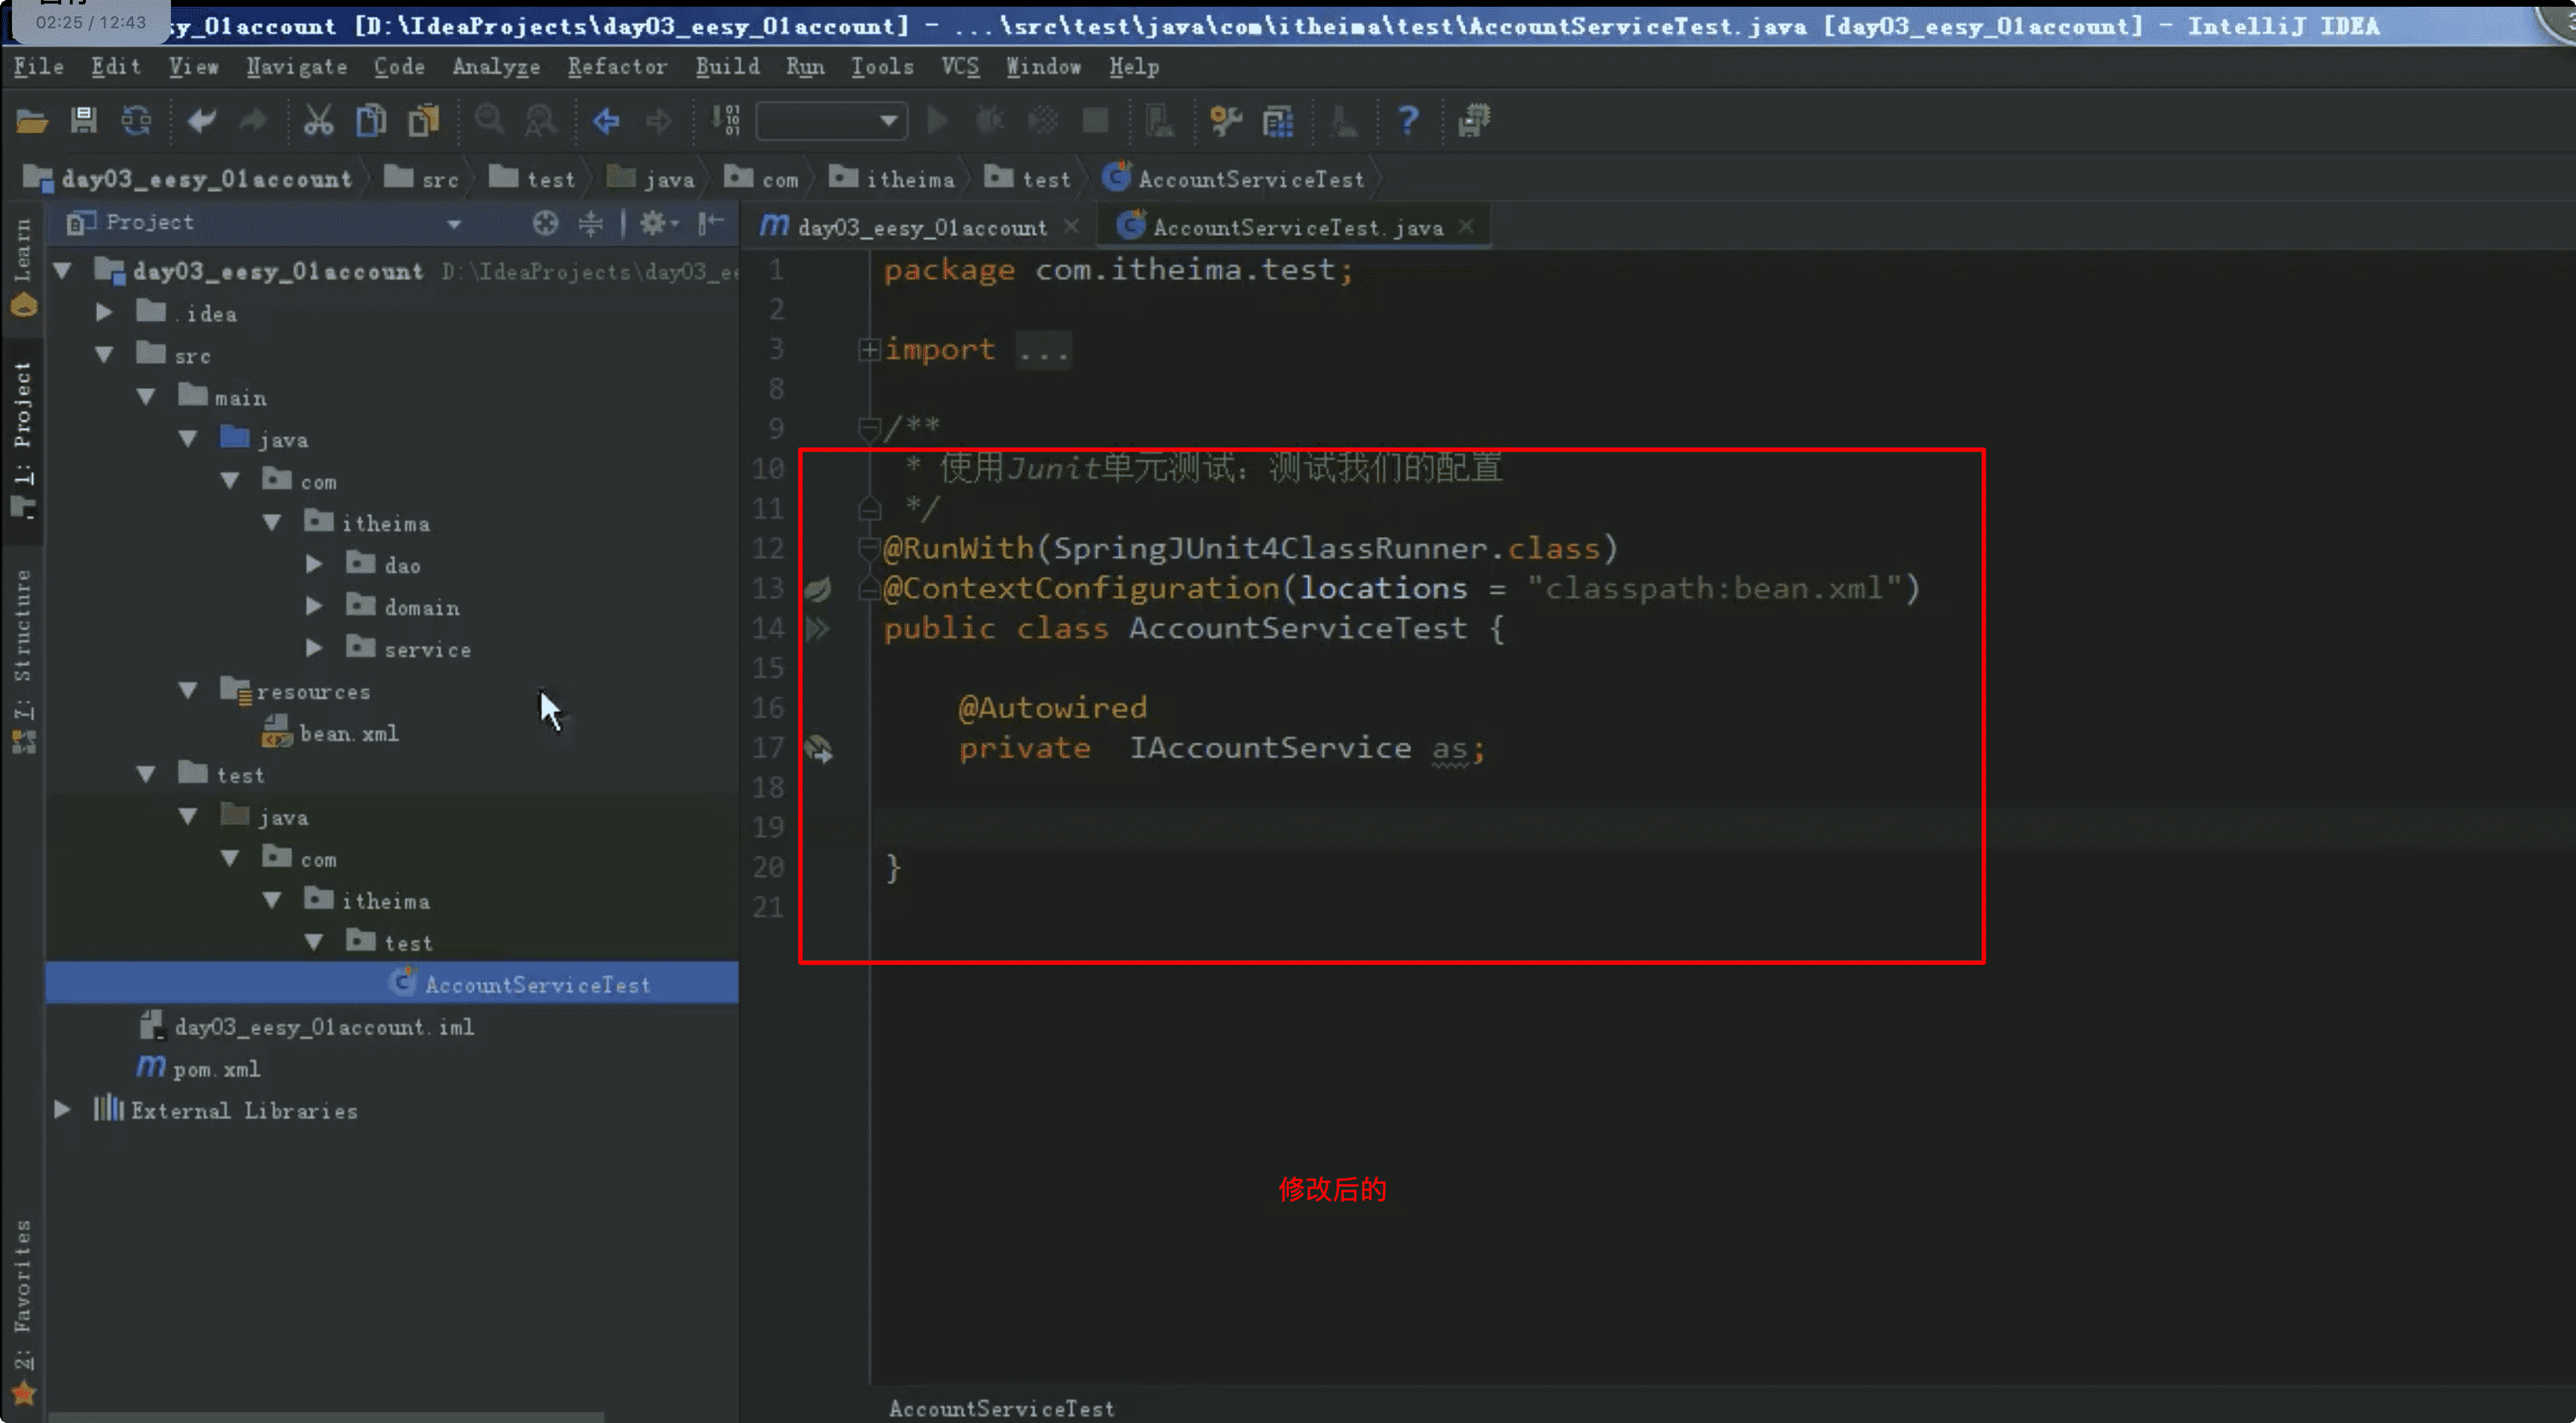 02:25 / 12:43
sy_01account [D:\IdeaProjects\day03_eesy_01account] - ...\src\test\java\com\itheima\test\AccountServiceTest.java [day03_eesy_01account] - IntelliJ IDEA
File Edit View Navigate Code Analyze Refactor Build Run Tools VCS Window Help
day03_eesy_01account src test java com itheima test AccountServiceTest
Project
day03_eesy_01account AccountServiceTest.java
Learn
1: Project
7: Structure
2: Favorites
day03_eesy_01account D:\IdeaProjects\day03_ee
.idea
src
main
java
com
itheima
dao
domain
service
resources
bean.xml
test
java
com
itheima
test
AccountServiceTest
day03_eesy_01account.iml
pom.xml
External Libraries
1 package com.itheima.test;
2
3 import ...
8
9 /**
10 * 使用Junit单元测试：测试我们的配置
11 */
12 @RunWith(SpringJUnit4ClassRunner.class)
13 @ContextConfiguration(locations = "classpath:bean.xml")
14 public class AccountServiceTest {
15
16 @Autowired
17 private IAccountService as;
18
19
20 }
21
修改后的
AccountServiceTest